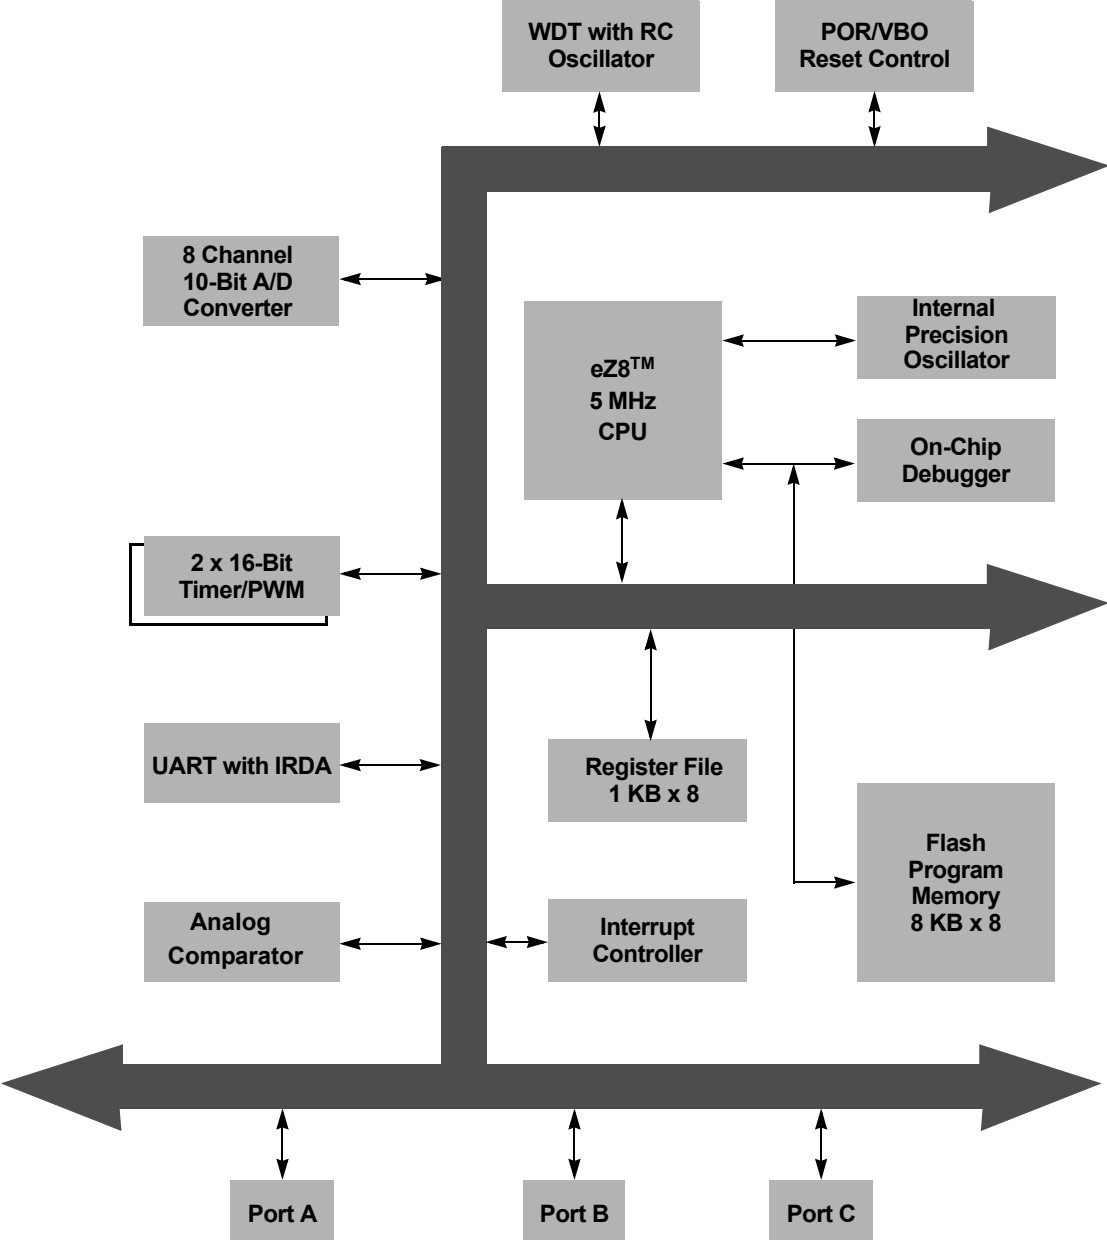 WDT with RC
Oscillator
POR/VBO
Reset Control
8 Channel
10-Bit A/D
Converter
eZ8™
5 MHz
CPU
Internal
Precision
Oscillator
On-Chip
Debugger
2 x 16-Bit
Timer/PWM
UART with IRDA
Register File
1 KB x 8
Flash
Program
Memory
8 KB x 8
Analog
Comparator
Interrupt
Controller
Port A
Port B
Port C